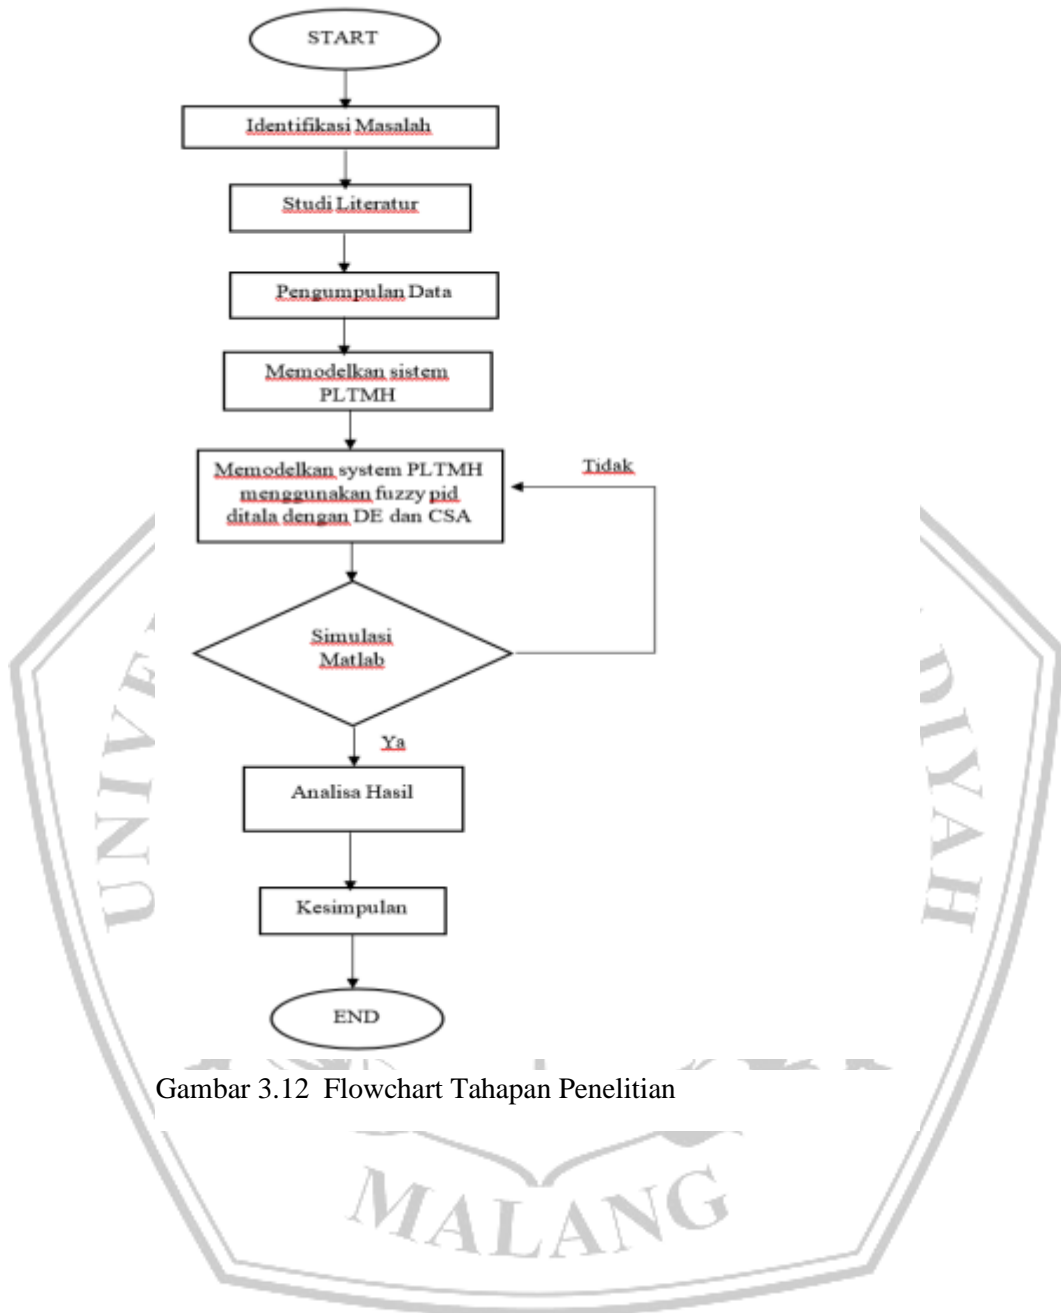 START
Identifikasi Masalah
Studi Literatur
Pengumpulan Data
Memodelkan sistem
PLTMH
Memodelkan system PLTMH
menggunakan fuzzy pid
ditala dengan DE dan CSA
Tidak
Simulasi
Matlab
Ya
Analisa Hasil
Kesimpulan
END
Gambar 3.12 Flowchart Tahapan Penelitian
MALANG